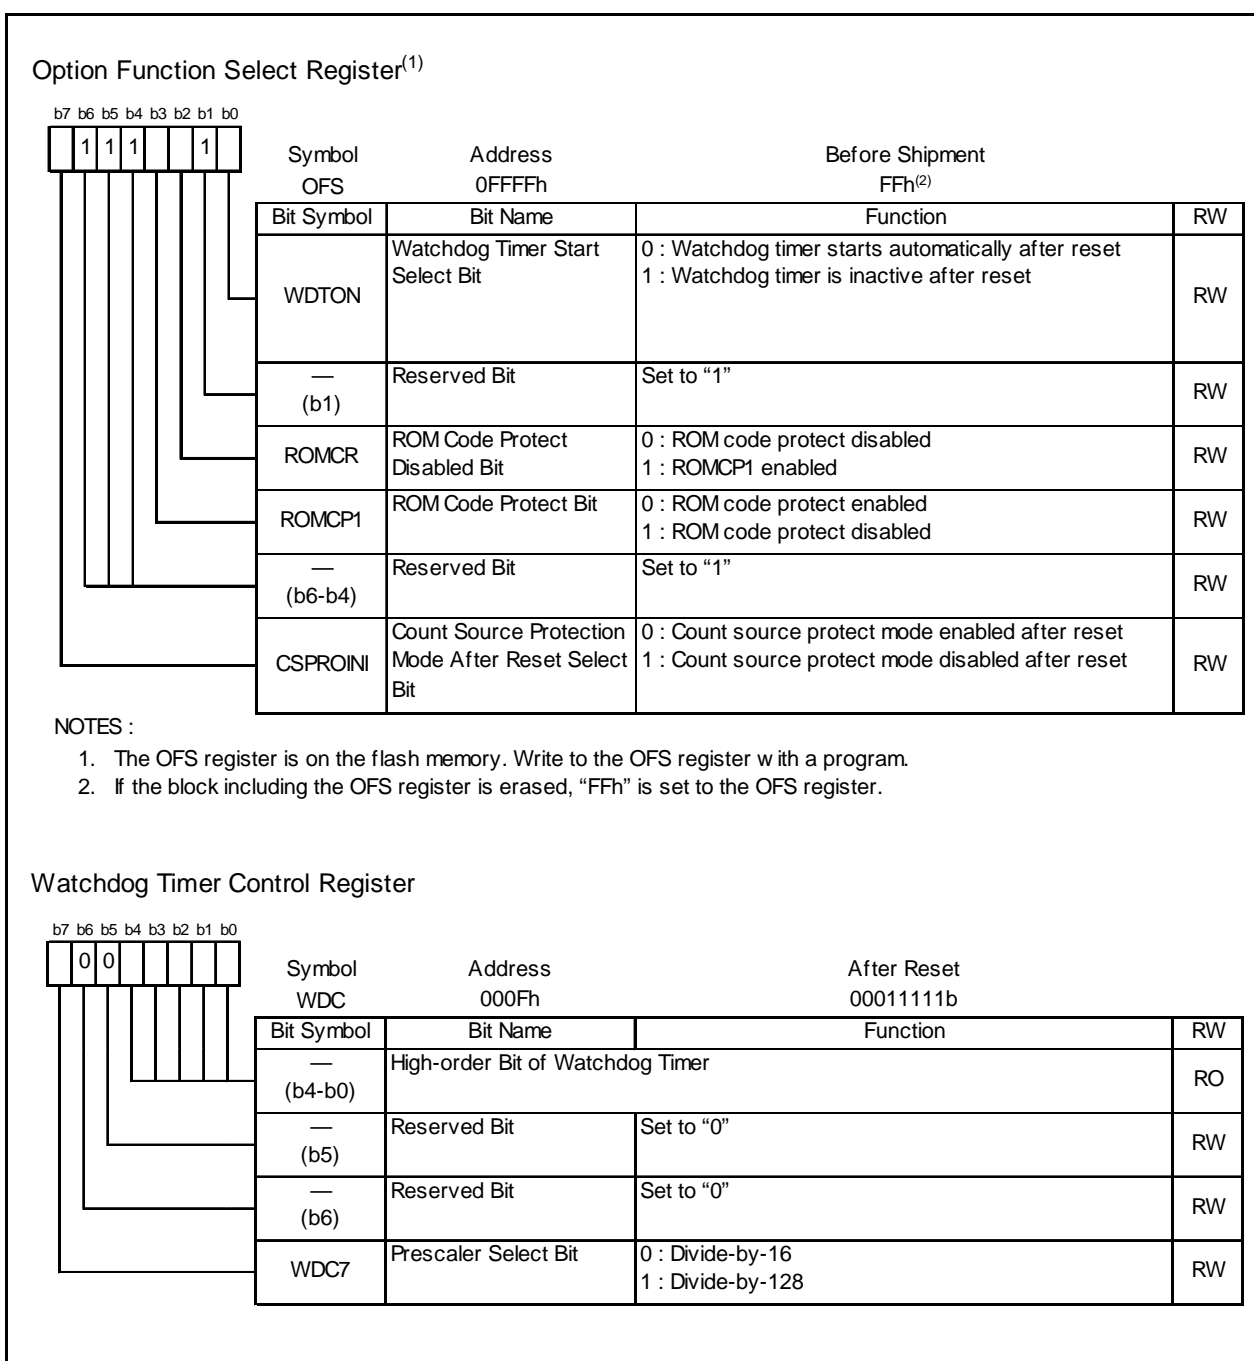 Option Function Select Register(1)
b7 b6 b5 b4 b3 b2 b1 b0
1 1 1 1
Symbol Address Before Shipment
OFS 0FFFFh FFh(2)
Bit Symbol Bit Name Function RW
WDTON Watchdog Timer Start Select Bit 0 : Watchdog timer starts automatically after reset
1 : Watchdog timer is inactive after reset RW
— (b1) Reserved Bit Set to “1” RW
ROMCR ROM Code Protect Disabled Bit 0 : ROM code protect disabled
1 : ROMCP1 enabled RW
ROMCP1 ROM Code Protect Bit 0 : ROM code protect enabled
1 : ROM code protect disabled RW
— (b6-b4) Reserved Bit Set to “1” RW
CSPROINI Count Source Protection Mode After Reset Select Bit 0 : Count source protect mode enabled after reset
1 : Count source protect mode disabled after reset RW
NOTES :
1. The OFS register is on the flash memory. Write to the OFS register with a program.
2. If the block including the OFS register is erased, “FFh” is set to the OFS register.
Watchdog Timer Control Register
b7 b6 b5 b4 b3 b2 b1 b0
0 0
Symbol Address After Reset
WDC 000Fh 00011111b
Bit Symbol Bit Name Function RW
— (b4-b0) High-order Bit of Watchdog Timer RO
— (b5) Reserved Bit Set to “0” RW
— (b6) Reserved Bit Set to “0” RW
WDC7 Prescaler Select Bit 0 : Divide-by-16
1 : Divide-by-128 RW